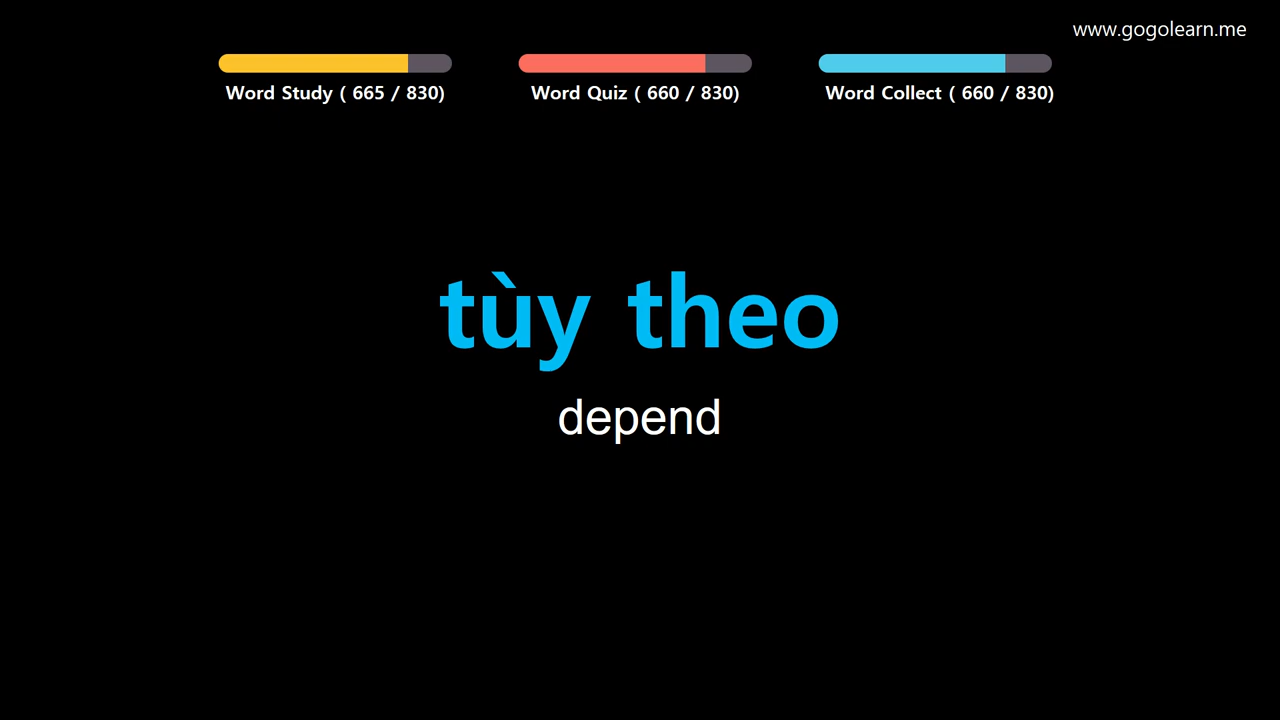 www.gogolearn.me
Word Study ( 665 / 830)
Word Quiz ( 660 / 830)
Word Collect ( 660 / 830)
tùy theo
depend